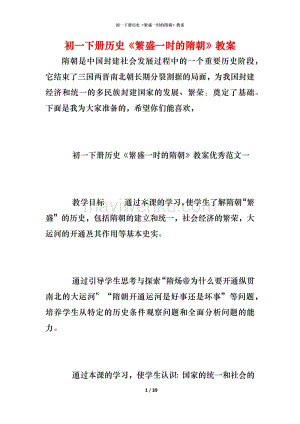 初一下册历史《繁盛一时的隋朝》教案
初一下册历史《繁盛一时的隋朝》教案
隋朝是中国封建社会发展过程中的一个重要历史阶段，
它结束了三国两晋南北朝长期分裂割据的局面，为我国封建
经济和统一的多民族封建国家的发展、繁荣。奠定了基础。
下面是我为大家准备的，希望你们能喜欢，
初一下册历史《繁盛一时的隋朝》教案优秀范文一
教学目标 通过本课的学习，使学生了解隋朝“繁
盛”的历史，包括隋朝的建立和统一，社会经济的繁荣，大
运河的开通及其作用等基本史实。
mayiwenku.com
通过引导学生思考与探索“隋炀帝为什么要开通纵贯
南北的大运河”“隋朝开通运河是好事还是坏事”等问题，
培养学生从特定的历史条件观察问题和全面分析问题的能
力。
通过本课的学习，使学生认识：国家的统一和社会的
1 / 39